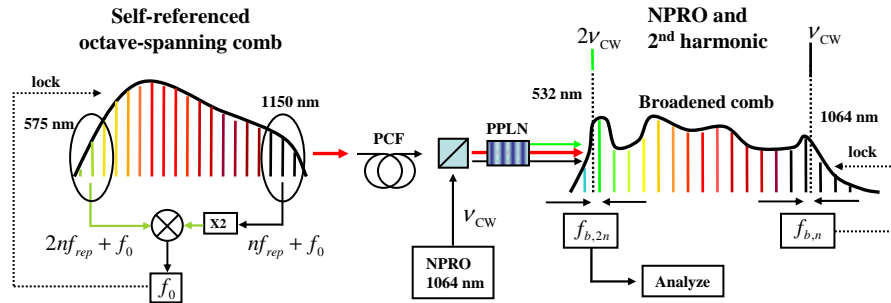 Self-referenced
octave-spanning comb
lock
575 nm
1150 nm
X2
2nf_rep + f_0
nf_rep + f_0
f_0
PCF
PPLN
ν_CW
NPRO
1064 nm
NPRO and
2nd harmonic
2ν_CW
ν_CW
532 nm
Broadened comb
1064 nm
lock
f_b,2n
f_b,n
Analyze